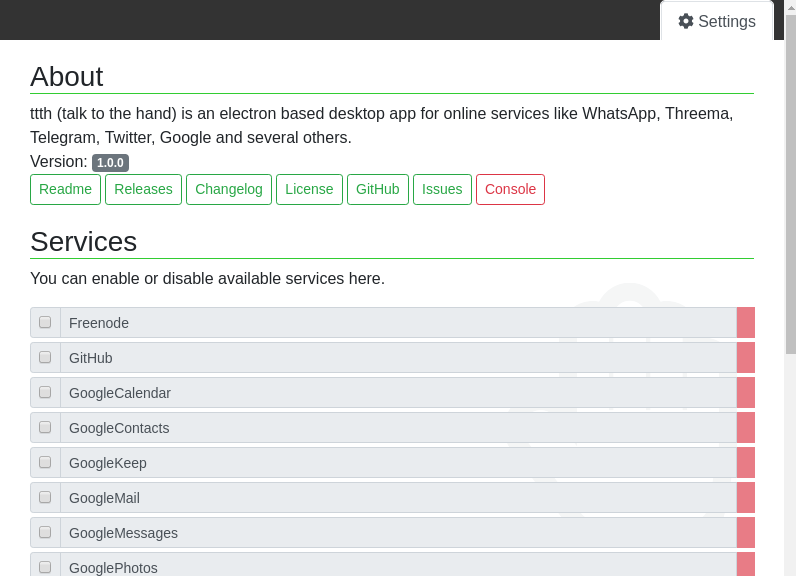 Settings
About
ttth (talk to the hand) is an electron based desktop app for online services like WhatsApp, Threema,
Telegram, Twitter, Google and several others.
Version: 1.0.0
Readme Releases Changelog License GitHub Issues Console
Services
You can enable or disable available services here.
Freenode
GitHub
GoogleCalendar
GoogleContacts
GoogleKeep
GoogleMail
GoogleMessages
GooglePhotos